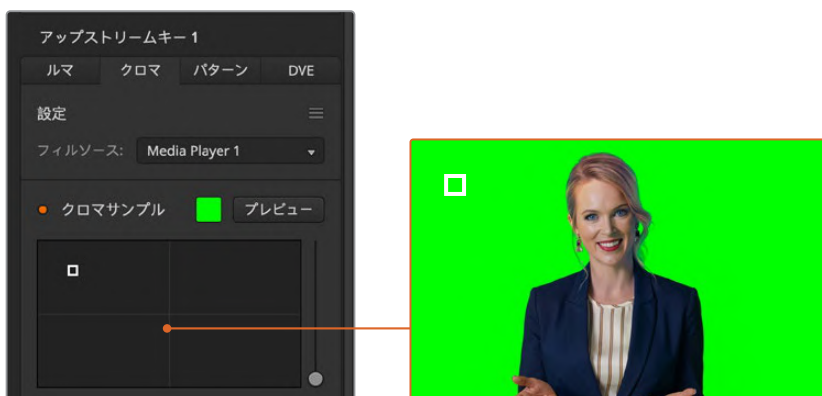 アップストリームキー 1
ルマ クロマ パターン DVE
設定
フィルソース: Media Player 1
クロマサンプル プレビュー